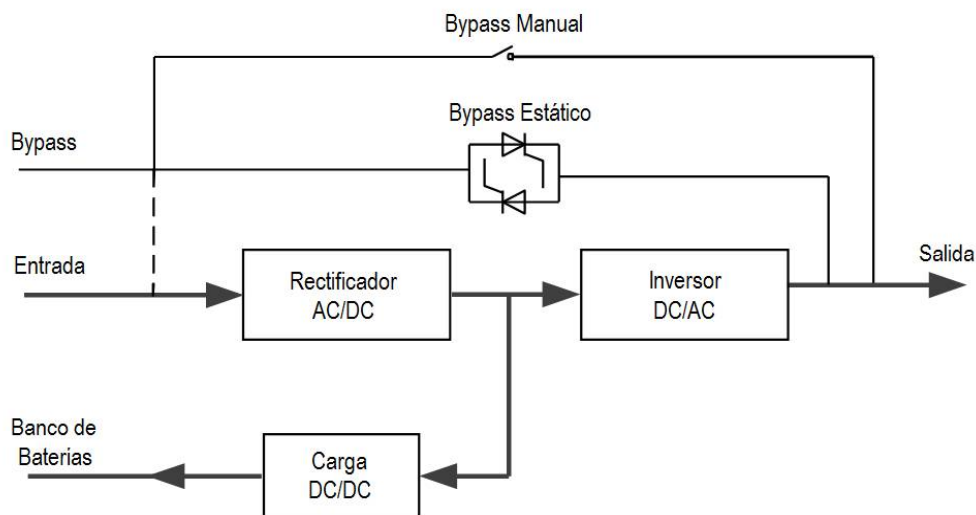 Bypass Manual
Bypass Estático
Bypass
Entrada
Rectificador
AC/DC
Inversor
DC/AC
Salida
Banco de
Baterias
Carga
DC/DC